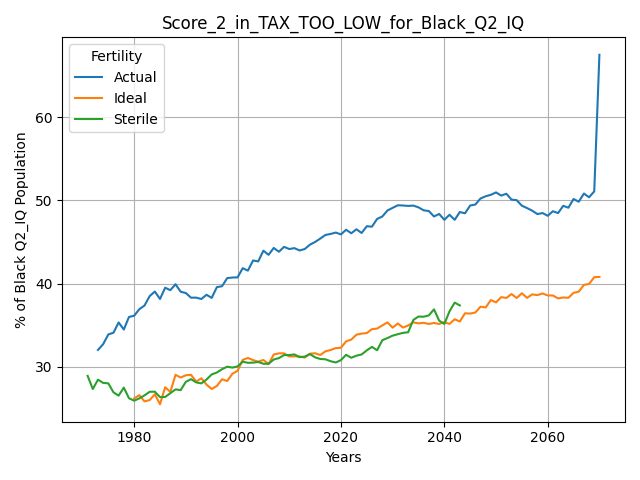 Score_2_in_TAX_TOO_LOW_for_Black_Q2_IQ
Fertility
Actual
Ideal
Sterile
% of Black Q2_IQ Population
60
50
40
30
1980
2000
2020
2040
2060
Years